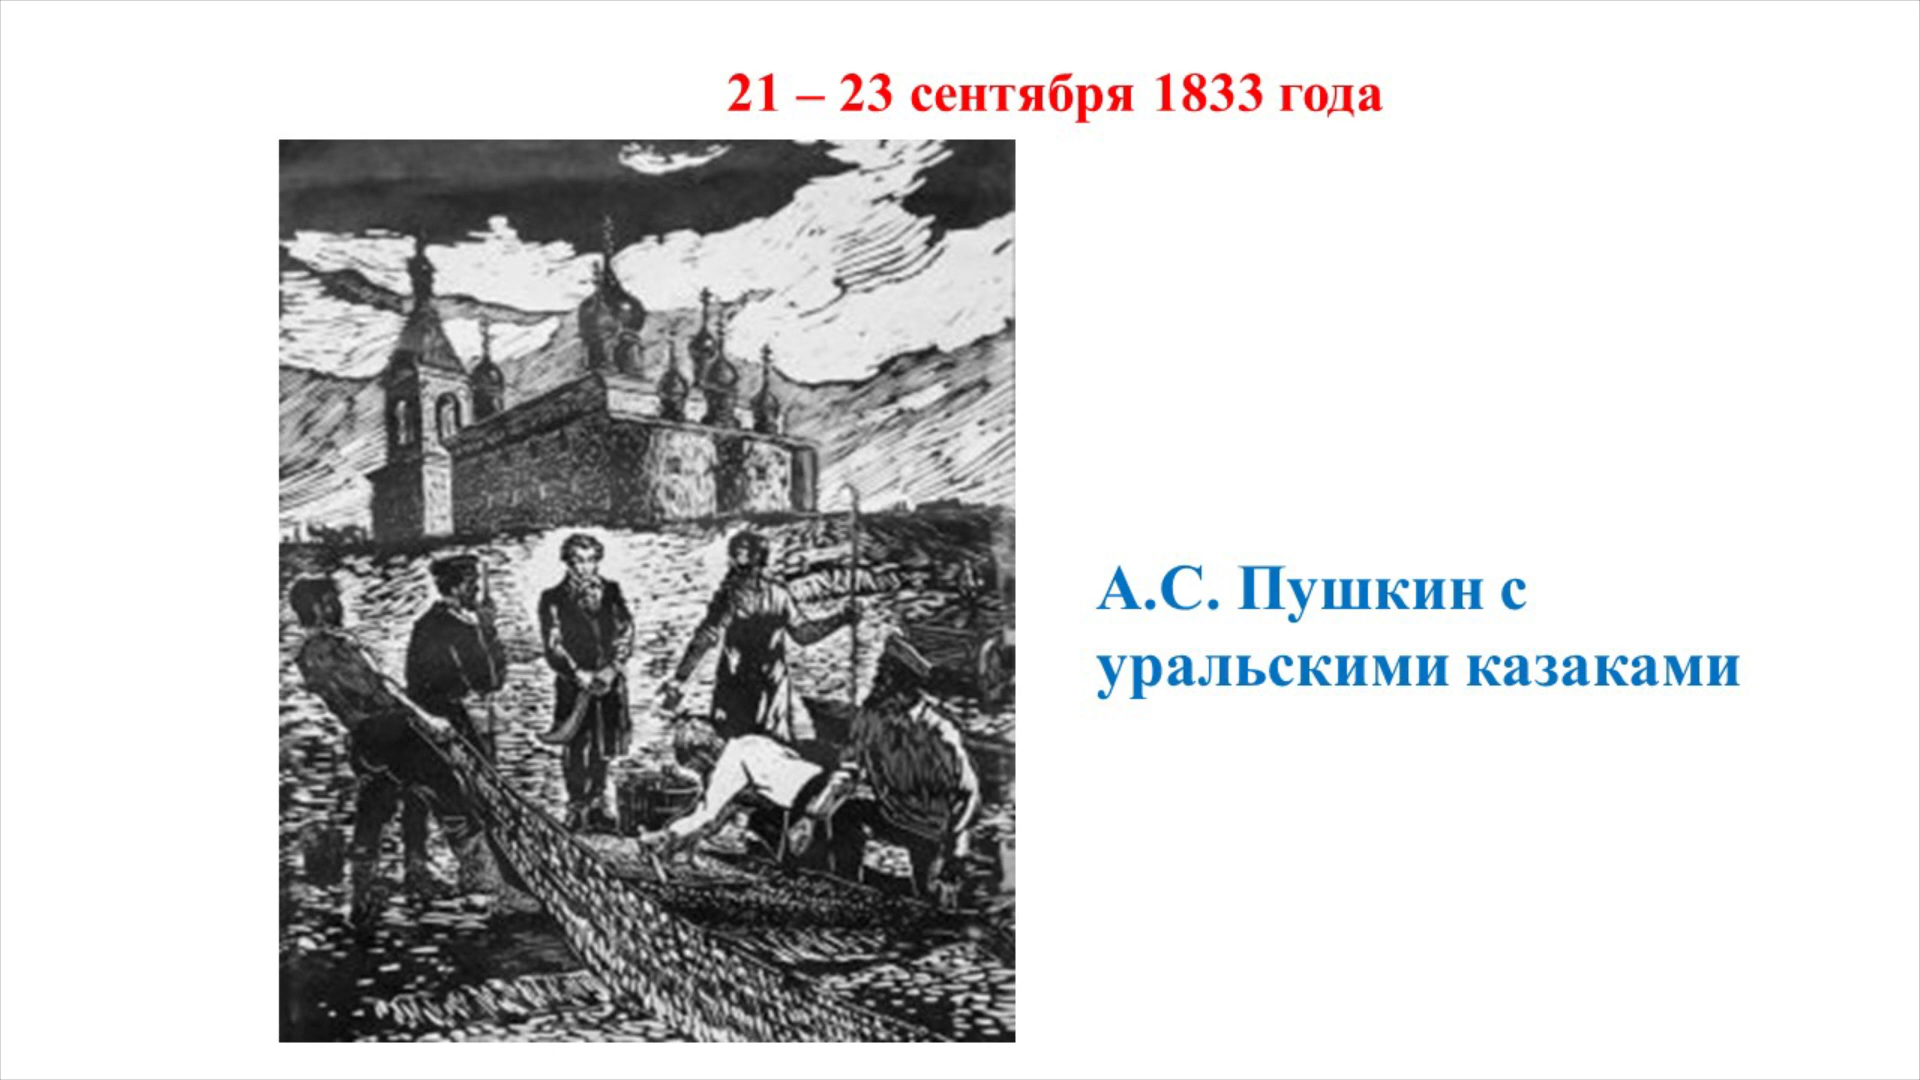 21 – 23 сентября 1833 года
А.С. Пушкин с
уральскими казаками